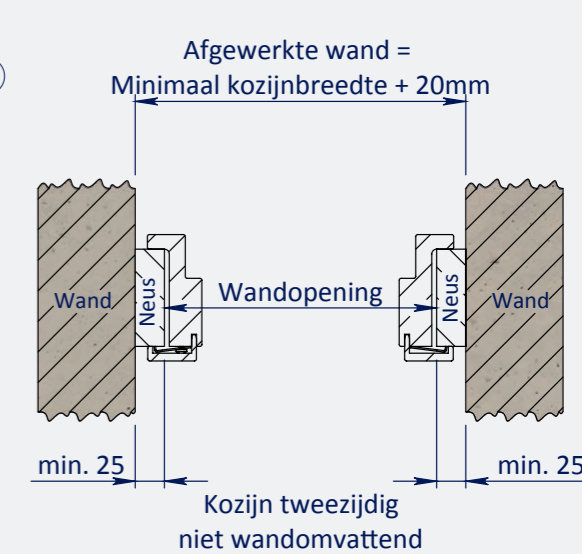 Afgewerkte wand =
Minimaal kozijnbreedte + 20mm
Wand
Neus
Wandopening
Neus
Wand
min. 25
min. 25
Kozijn tweezijdig
niet wandomvattend